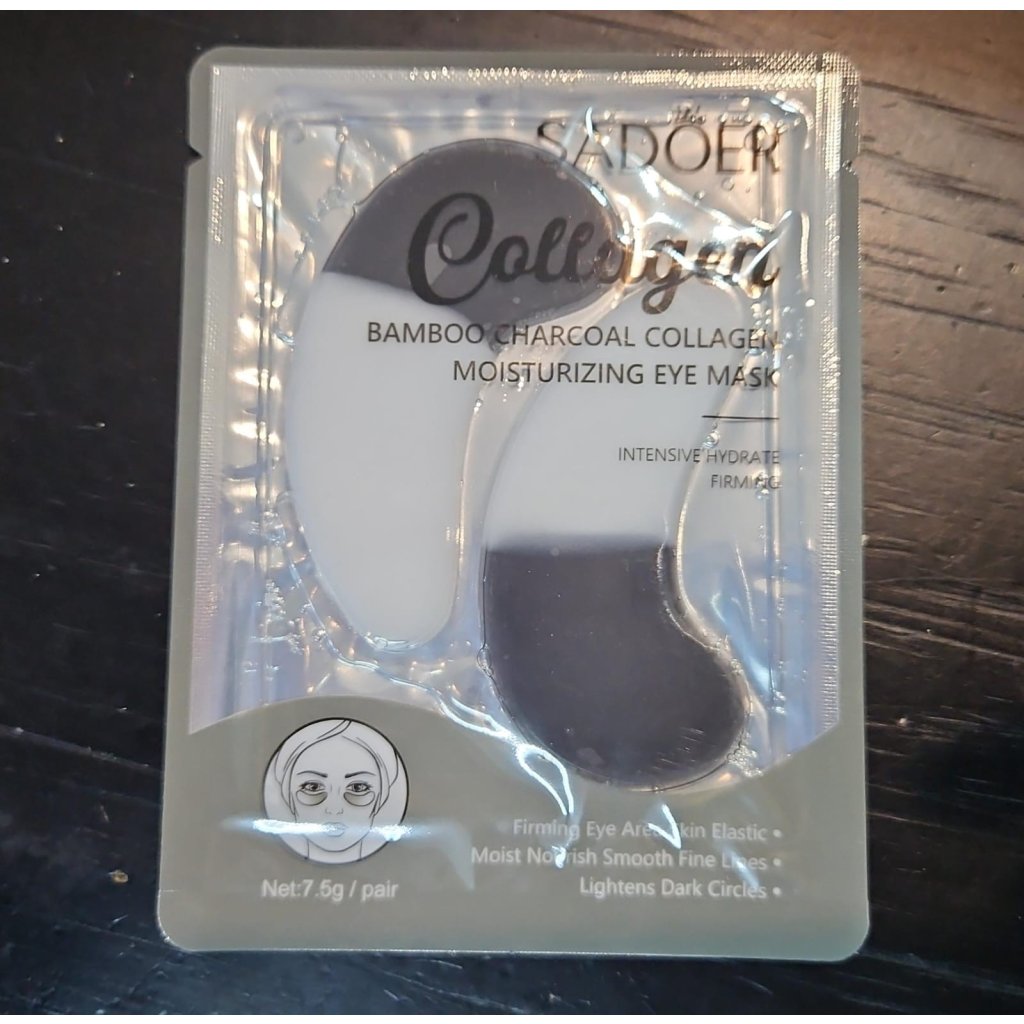 SADOER
Collagen
BAMBOO CHARCOAL COLLAGEN
MOISTURIZING EYE MASK
INTENSIVE HYDRATE
FIRMING
Firming Eye Area Skin Elastic •
Moist Nourish Smooth Fine Lines •
Lightens Dark Circles •
Net:7.5g / pair